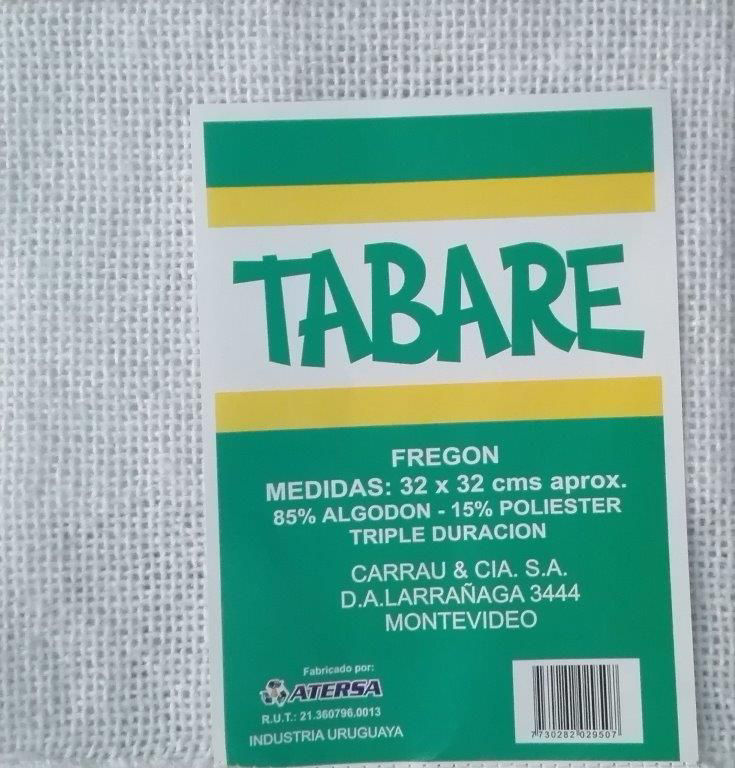 TABARE
FREGON
MEDIDAS: 32 x 32 cms aprox.
85% ALGODON - 15% POLIESTER
TRIPLE DURACION
CARRAU & CIA. S.A.
D.A.LARRAÑAGA 3444
MONTEVIDEO
Fabricado por:
ATERSA
R.U.T.: 21.360796.0013
INDUSTRIA URUGUAYA
7730282029507